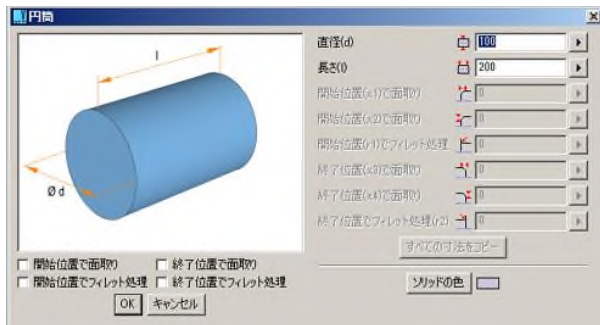 円筒
l
Ø d
直径(d) 100
長さ(l) 200
開始位置(x1)で面取り 0
開始位置(x2)で面取り 0
開始位置(r1)でフィレット処理 0
終了位置(x3)で面取り 0
終了位置(x4)で面取り 0
終了位置でフィレット処理(r2) 0
すべての寸法をコピー
開始位置で面取り 終了位置で面取り
開始位置でフィレット処理 終了位置でフィレット処理
ソリッドの色
OK キャンセル